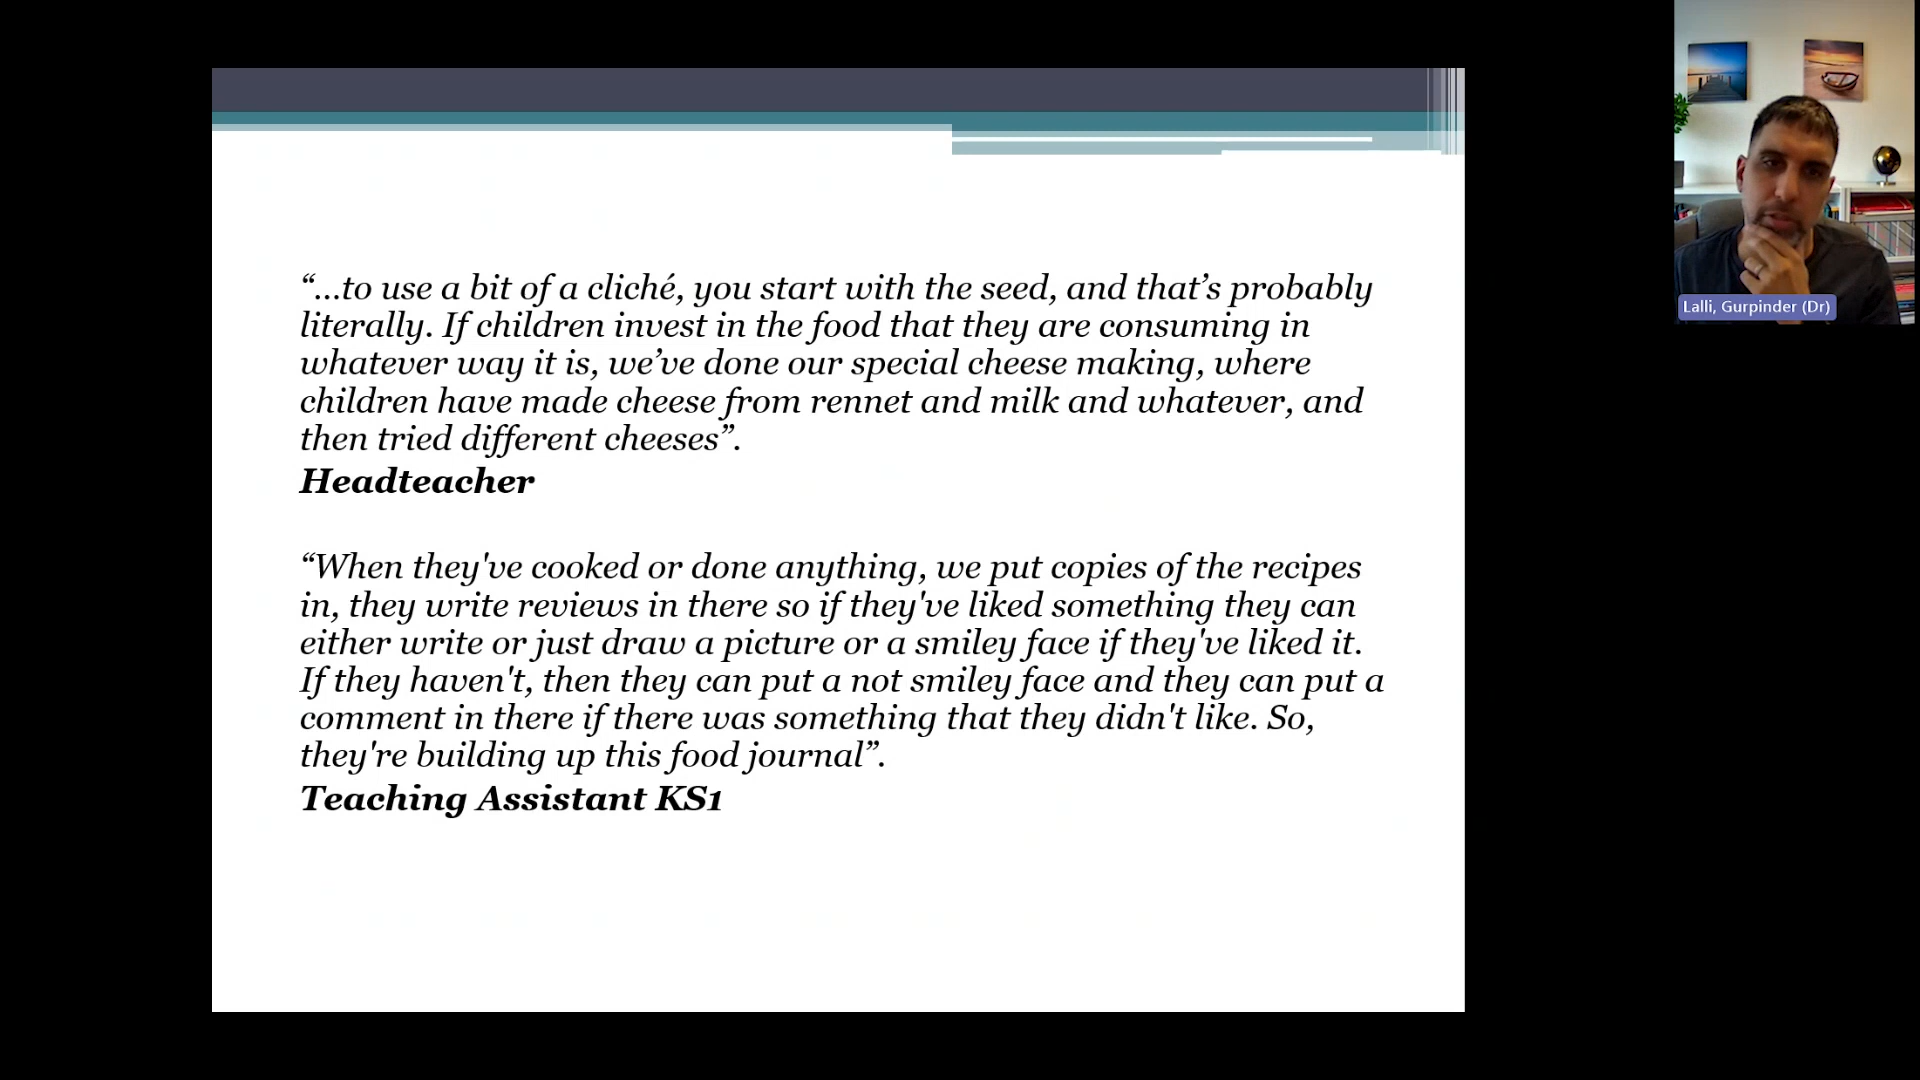 “...to use a bit of a cliché, you start with the seed, and that’s probably
literally. If children invest in the food that they are consuming in
whatever way it is, we’ve done our special cheese making, where
children have made cheese from rennet and milk and whatever, and
then tried different cheeses”.
Headteacher
“When they've cooked or done anything, we put copies of the recipes
in, they write reviews in there so if they've liked something they can
either write or just draw a picture or a smiley face if they've liked it.
If they haven't, then they can put a not smiley face and they can put a
comment in there if there was something that they didn't like. So,
they're building up this food journal”.
Teaching Assistant KS1
Lalli, Gurpinder (Dr)